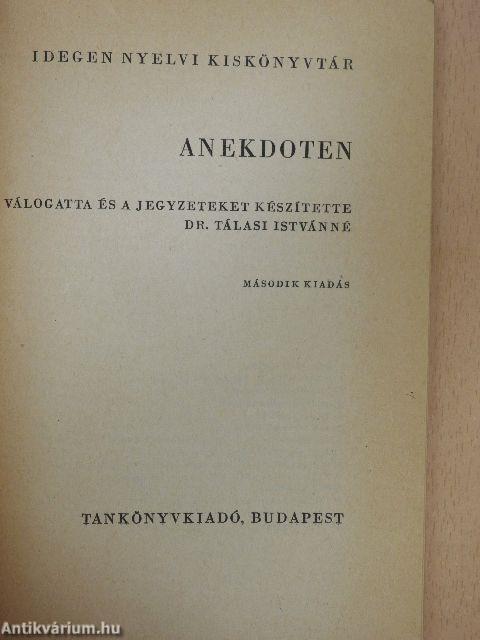 IDEGEN NYELVI KISKÖNYVTÁR
ANEKDOTEN
VÁLOGATTA ÉS A JEGYZETEKET KÉSZÍTETTE
DR. TÁLASI ISTVÁNNÉ
MÁSODIK KIADÁS
TANKÖNYVKIADÓ, BUDAPEST
Antikvárium.hu